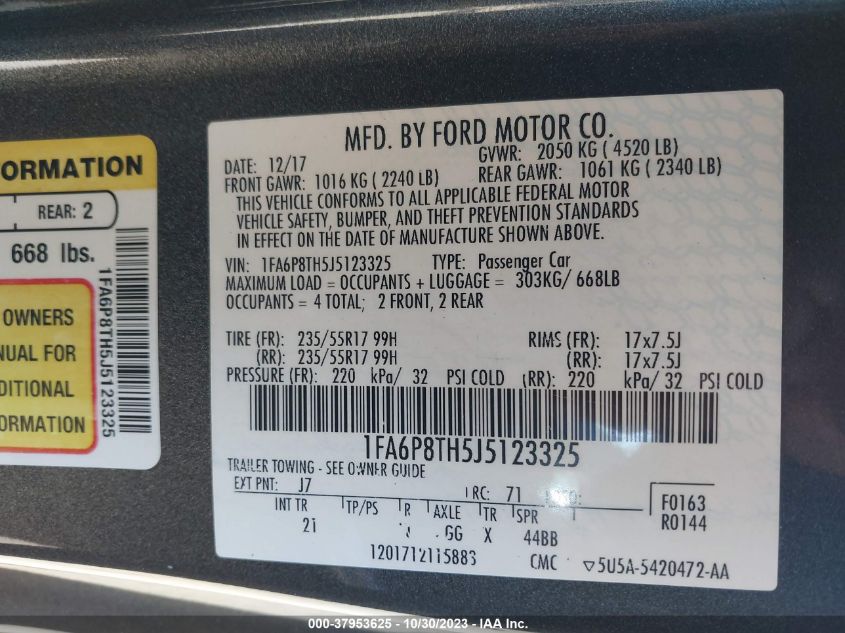 ORMATION
REAR: 2
668 lbs.
OWNERS
NUAL FOR
DITIONAL
FORMATION
1FA6P8TH5J5123325
MFD. BY FORD MOTOR CO.
DATE: 12/17 GVWR: 2050 KG ( 4520 LB)
FRONT GAWR: 1016 KG ( 2240 LB) REAR GAWR: 1061 KG ( 2340 LB)
THIS VEHICLE CONFORMS TO ALL APPLICABLE FEDERAL MOTOR
VEHICLE SAFETY, BUMPER, AND THEFT PREVENTION STANDARDS
IN EFFECT ON THE DATE OF MANUFACTURE SHOWN ABOVE.
VIN: 1FA6P8TH5J5123325 TYPE: Passenger Car
MAXIMUM LOAD = OCCUPANTS + LUGGAGE = 303KG/ 668LB
OCCUPANTS = 4 TOTAL; 2 FRONT, 2 REAR
TIRE (FR): 235/55R17 99H RIMS (FR): 17x7.5J
(RR): 235/55R17 99H (RR): 17x7.5J
PRESSURE (FR): 220 kPa/ 32 PSI COLD (RR): 220 kPa/ 32 PSI COLD
1FA6P8TH5J5123325
TRAILER TOWING - SEE OWNER GUIDE
EXT PNT: J7 RC: 71
INT TR TP/PS R AXLE TR SPR
21 GG X 44BB
F0163
R0144
1201712115883 CMC ▽5U5A-5420472-AA
000-37953625 - 10/30/2023 - IAA Inc.